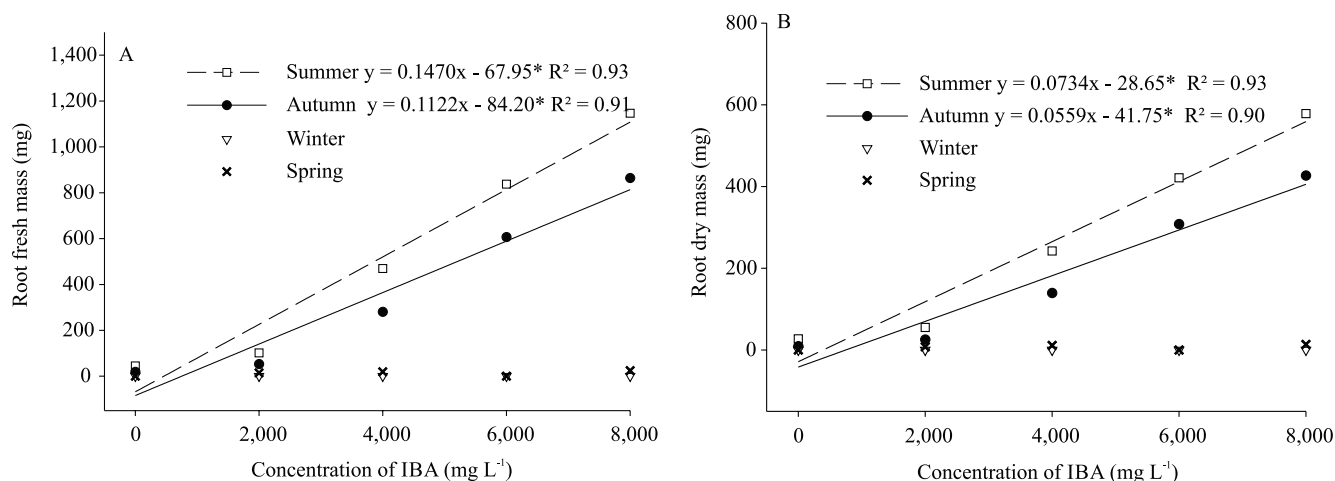 A
Summer y = 0.1470x - 67.95* R² = 0.93
Autumn y = 0.1122x - 84.20* R² = 0.91
Winter
Spring
Root fresh mass (mg)
1,400
1,200
1,000
800
600
400
200
0
0 2,000 4,000 6,000 8,000
Concentration of IBA (mg L⁻¹)
B
Summer y = 0.0734x - 28.65* R² = 0.93
Autumn y = 0.0559x - 41.75* R² = 0.90
Winter
Spring
Root dry mass (mg)
800
600
400
200
0
0 2,000 4,000 6,000 8,000
Concentration of IBA (mg L⁻¹)